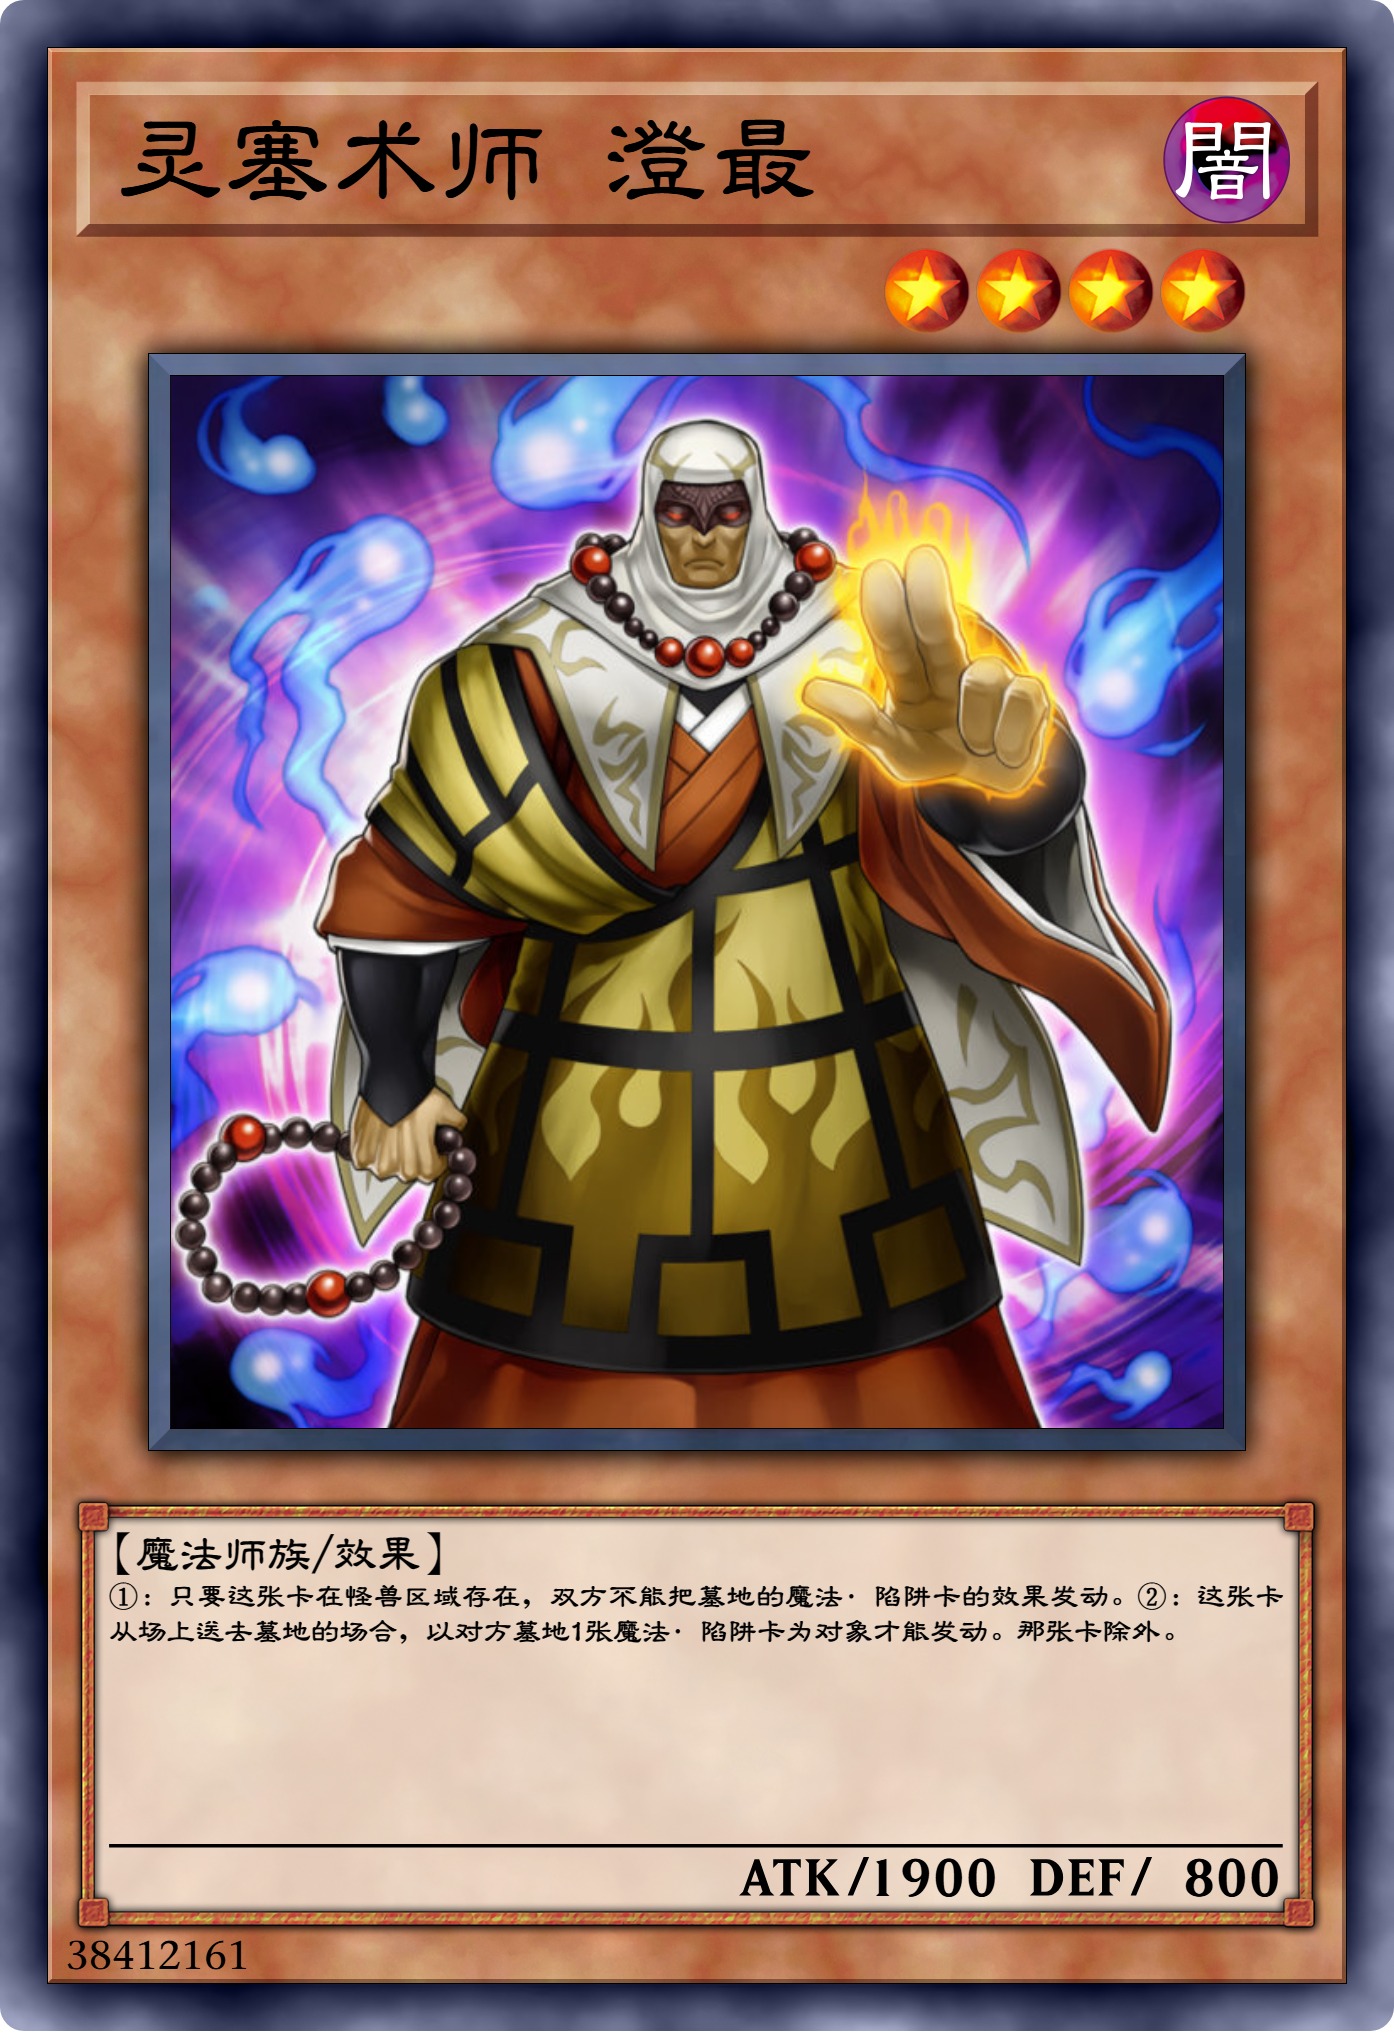 灵塞术师 澄最
闇
【魔法师族/效果】
①：只要这张卡在怪兽区域存在，双方不能把墓地的魔法·陷阱卡的效果发动。②：这张卡
从场上送去墓地的场合，以对方墓地1张魔法·陷阱卡为对象才能发动。那张卡除外。
ATK/1900 DEF/ 800
38412161